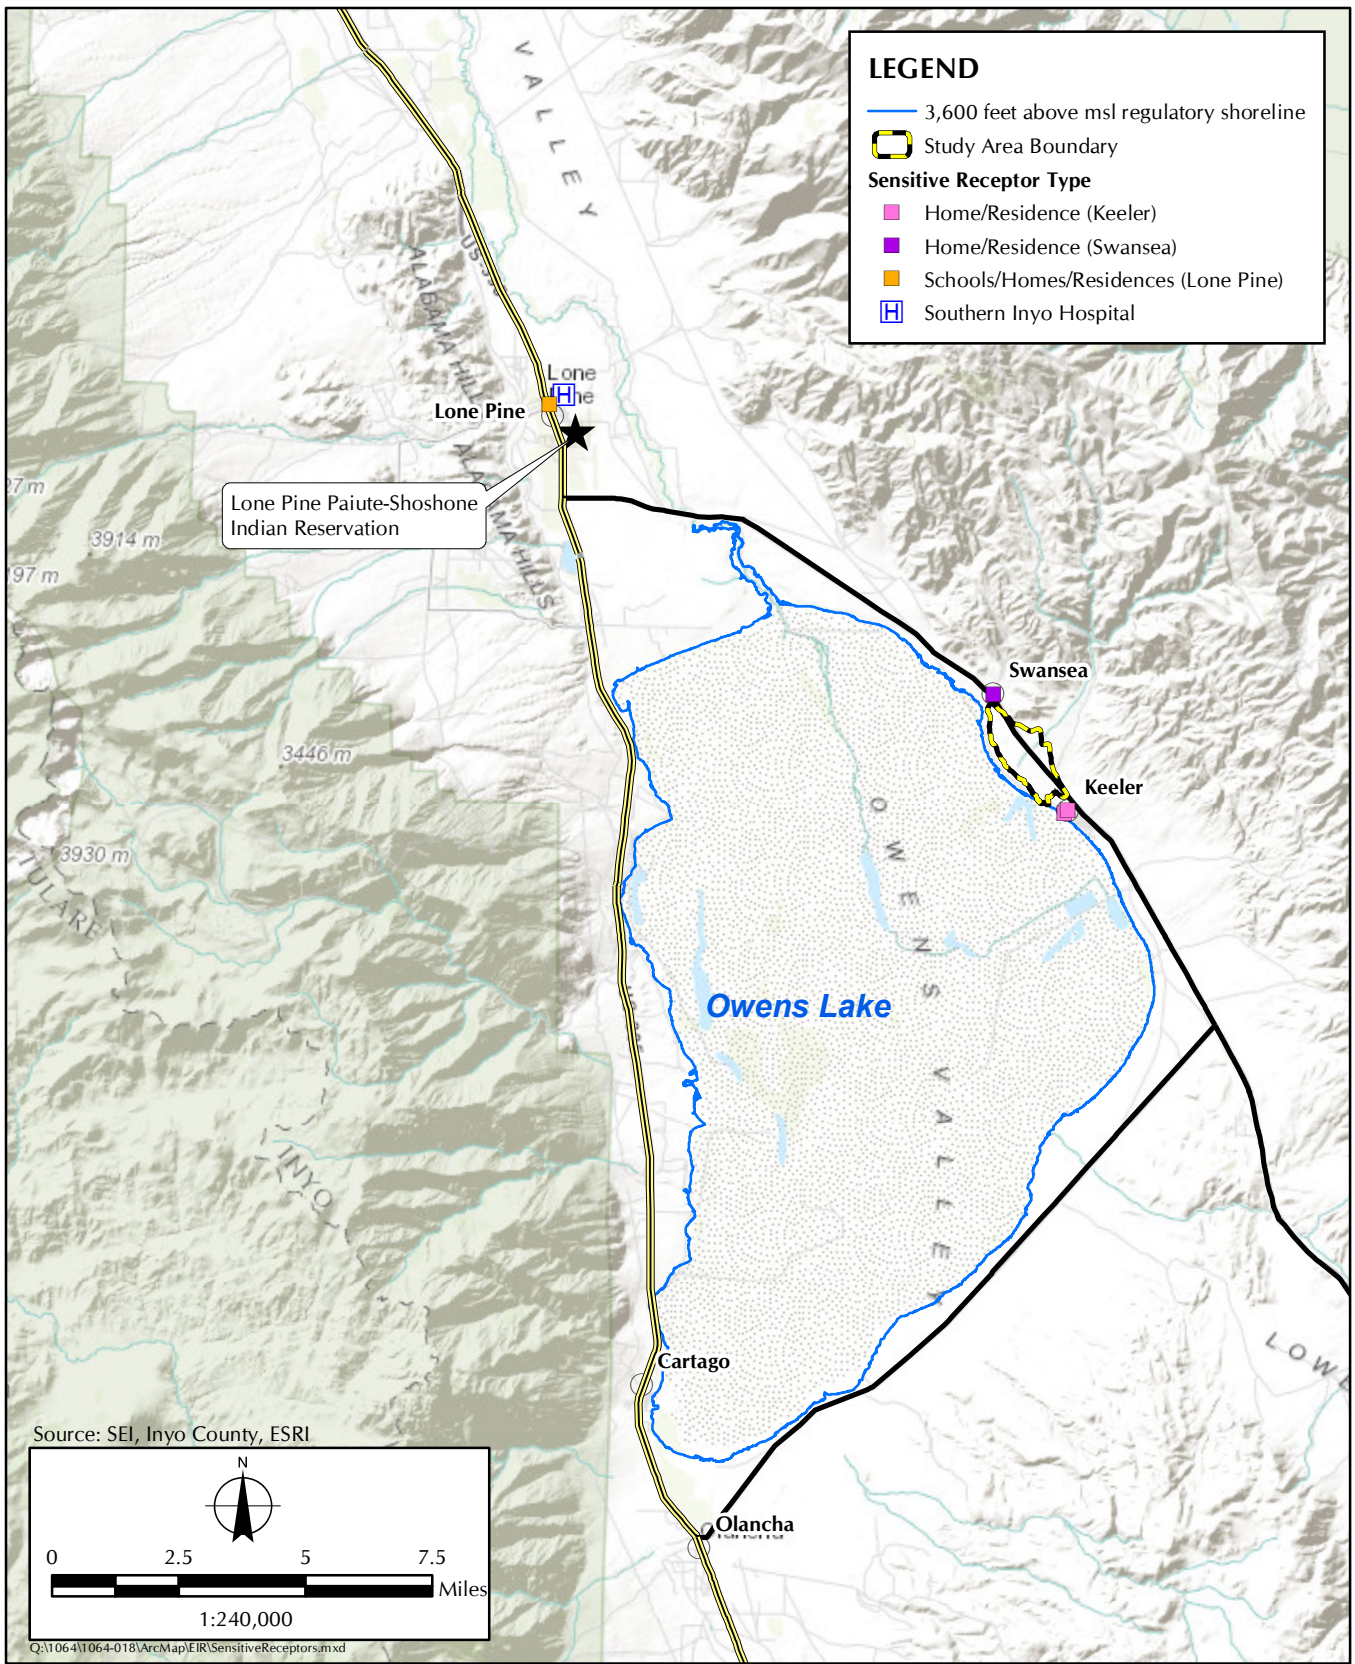 LEGEND
3,600 feet above msl regulatory shoreline
Study Area Boundary
Sensitive Receptor Type
Home/Residence (Keeler)
Home/Residence (Swansea)
Schools/Homes/Residences (Lone Pine)
Southern Inyo Hospital
VALLEY
ALABAMA HILLS
Lone
Lone Pine
Lone Pine Paiute-Shoshone
Indian Reservation
27 m
3914 m
97 m
ALABAMA HILLS
Swansea
3446 m
Keeler
3930 m
TULARE
OWENS VALLEY
Owens Lake
INYO
Cartago
LOWE
Olancha
Source: SEI, Inyo County, ESRI
N
0 2.5 5 7.5
Miles
1:240,000
Q:\1064\1064-018\ArcMap\EIR\SensitiveReceptors.mxd